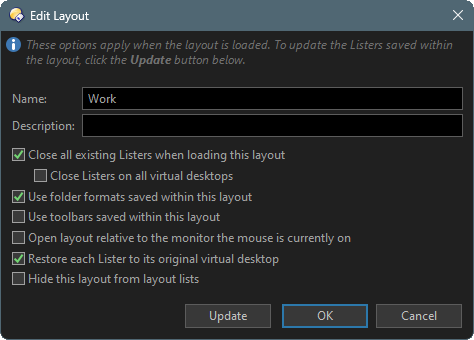 Edit Layout
These options apply when the layout is loaded. To update the Listers saved within
the layout, click the Update button below.
Name: Work
Description:
Close all existing Listers when loading this layout
Close Listers on all virtual desktops
Use folder formats saved within this layout
Use toolbars saved within this layout
Open layout relative to the monitor the mouse is currently on
Restore each Lister to its original virtual desktop
Hide this layout from layout lists
Update OK Cancel